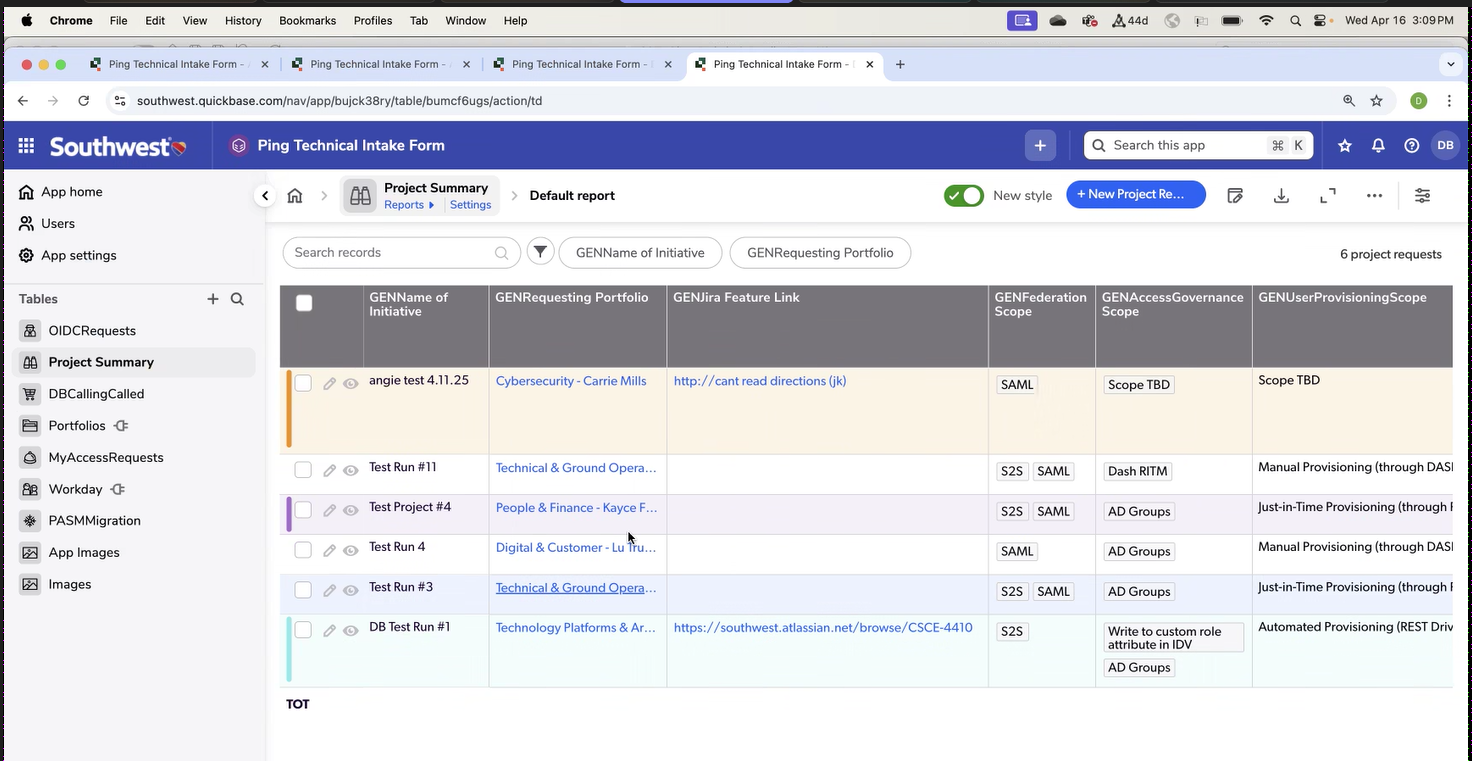 Chrome File Edit View History Bookmarks Profiles Tab Window Help 44d Wed Apr 16 3:09 PM
Ping Technical Intake Form - Ping Technical Intake Form - Ping Technical Intake Form - Ping Technical Intake Form -
southwest.quickbase.com/nav/app/bujck38ry/table/bumcf6ugs/action/td D
Southwest Ping Technical Intake Form Search this app ⌘ K DB
App home
Users
App settings
Tables
OIDCRequests
Project Summary
DBCallingCalled
Portfolios
MyAccessRequests
Workday
PASMMigration
App Images
Images
Project Summary
Reports Settings
Default report
New style
+ New Project Re...
Search records GENName of Initiative GENRequesting Portfolio 6 project requests
GENName of Initiative GENRequesting Portfolio GENJira Feature Link GENFederation Scope GENAccessGovernance Scope GENUserProvisioningScope
angie test 4.11.25 Cybersecurity - Carrie Mills http://cant read directions (jk) SAML Scope TBD Scope TBD
Test Run #11 Technical & Ground Opera... S2S SAML Dash RITM Manual Provisioning (through DASH
Test Project #4 People & Finance - Kayce F... S2S SAML AD Groups Just-in-Time Provisioning (through
Test Run 4 Digital & Customer - Lu Tru... SAML AD Groups Manual Provisioning (through DASH
Test Run #3 Technical & Ground Opera... S2S SAML AD Groups Just-in-Time Provisioning (through
DB Test Run #1 Technology Platforms & Ar... https://southwest.atlassian.net/browse/CSCE-4410 S2S Write to custom role attribute in IDV AD Groups Automated Provisioning (REST Driv
TOT